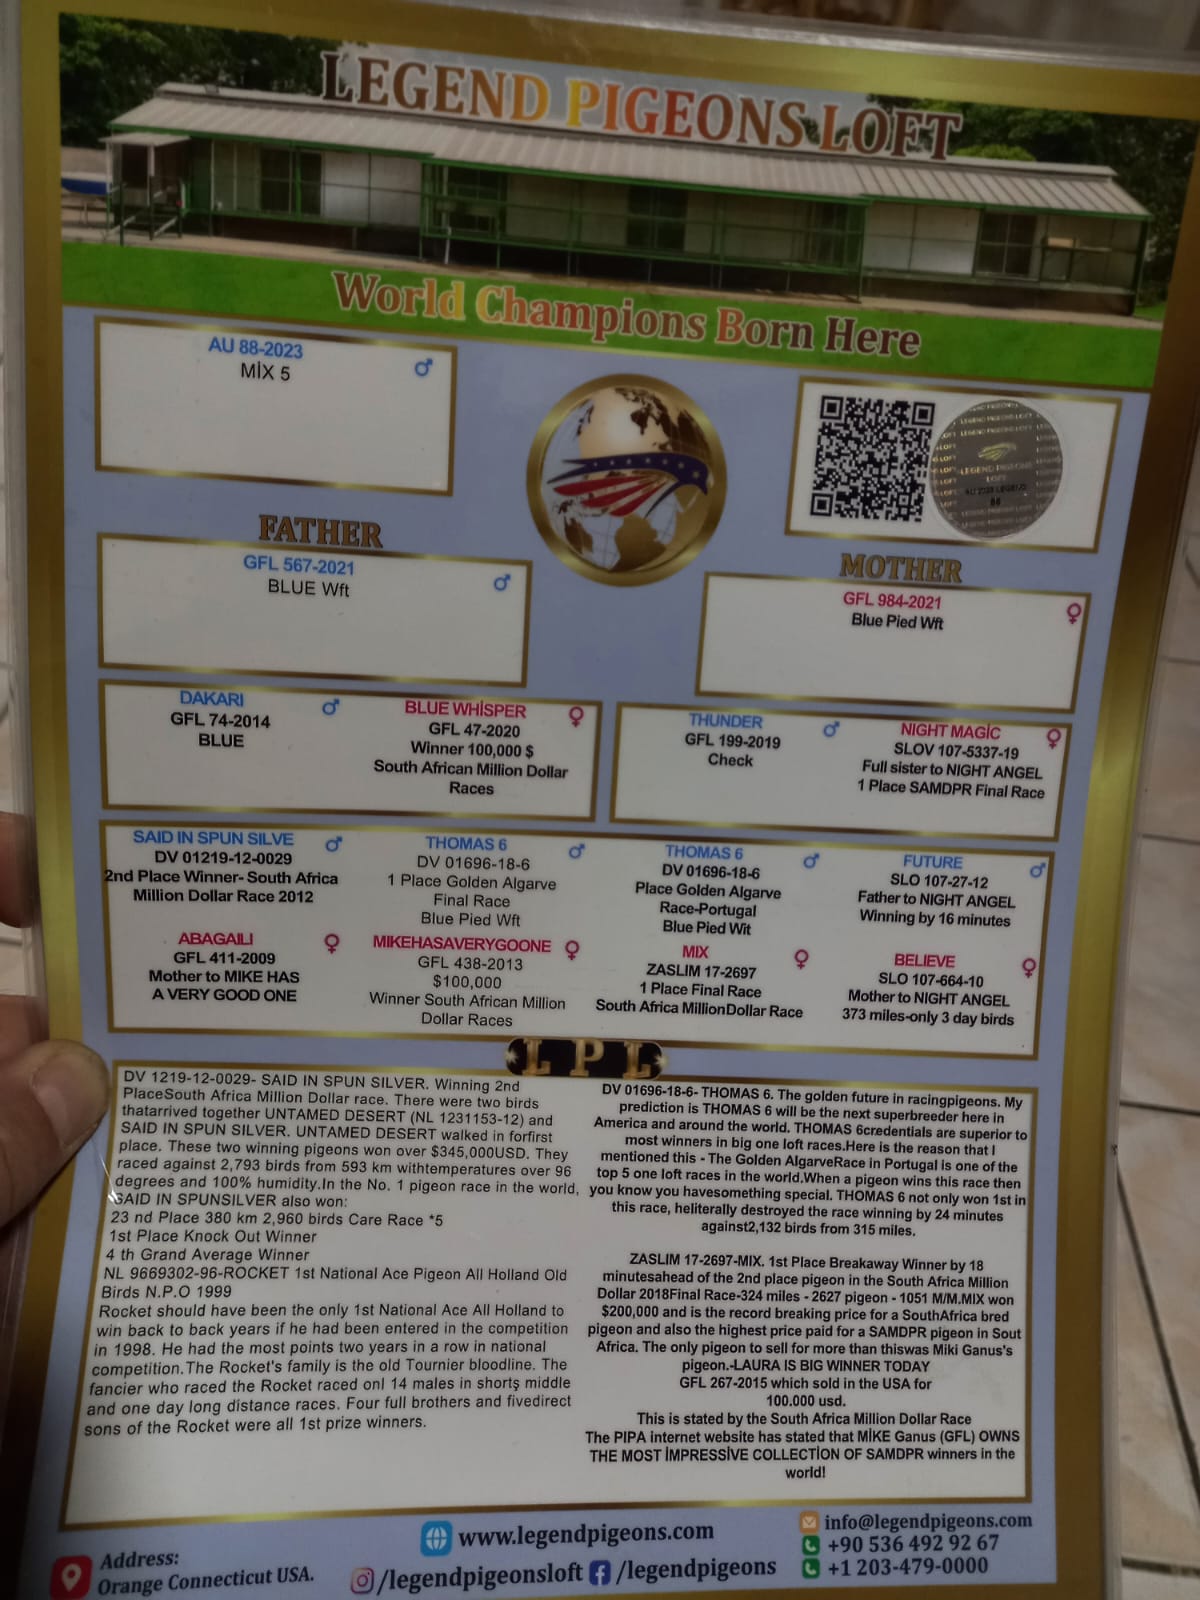 LEGEND PIGEONS LOFT
World Champions Born Here
AU 88-2023
MİX 5
LEGEND PIGEONS
LOFT
AU 2023 LEGEND
88
FATHER
GFL 567-2021
BLUE Wft
MOTHER
GFL 984-2021
Blue Pied Wft
DAKARI
GFL 74-2014
BLUE
BLUE WHİSPER
GFL 47-2020
Winner 100,000 $
South African Million Dollar
Races
THUNDER
GFL 199-2019
Check
NIGHT MAGİC
SLOV 107-5337-19
Full sister to NIGHT ANGEL
1 Place SAMDPR Final Race
SAID IN SPUN SILVE
DV 01219-12-0029
2nd Place Winner- South Africa
Million Dollar Race 2012
ABAGAILI
GFL 411-2009
Mother to MIKE HAS
A VERY GOOD ONE
THOMAS 6
DV 01696-18-6
1 Place Golden Algarve
Final Race
Blue Pied Wft
MIKEHASAVERYGOONE
GFL 438-2013
$100,000
Winner South African Million
Dollar Races
THOMAS 6
DV 01696-18-6
Place Golden Algarve
Race-Portugal
Blue Pied Wit
MIX
ZASLIM 17-2697
1 Place Final Race
South Africa MillionDollar Race
FUTURE
SLO 107-27-12
Father to NIGHT ANGEL
Winning by 16 minutes
BELIEVE
SLO 107-664-10
Mother to NIGHT ANGEL
373 miles-only 3 day birds
LPL
DV 1219-12-0029- SAID IN SPUN SILVER. Winning 2nd
PlaceSouth Africa Million Dollar race. There were two birds
thatarrived together UNTAMED DESERT (NL 1231153-12) and
SAID IN SPUN SILVER. UNTAMED DESERT walked in forfirst
place. These two winning pigeons won over $345,000USD. They
raced against 2,793 birds from 593 km withtemperatures over 96
degrees and 100% humidity.In the No. 1 pigeon race in the world,
SAID IN SPUNSILVER also won:
23 nd Place 380 km 2,960 birds Care Race *5
1st Place Knock Out Winner
4 th Grand Average Winner
NL 9669302-96-ROCKET 1st National Ace Pigeon All Holland Old
Birds N.P.O 1999
Rocket should have been the only 1st National Ace All Holland to
win back to back years if he had been entered in the competition
in 1998. He had the most points two years in a row in national
competition.The Rocket's family is the old Tournier bloodline. The
fancier who raced the Rocket raced onl 14 males in shortş middle
and one day long distance races. Four full brothers and fivedirect
sons of the Rocket were all 1st prize winners.
DV 01696-18-6- THOMAS 6. The golden future in racingpigeons. My
prediction is THOMAS 6 will be the next superbreeder here in
America and around the world. THOMAS 6credentials are superior to
most winners in big one loft races.Here is the reason that I
mentioned this - The Golden AlgarveRace in Portugal is one of the
top 5 one loft races in the world.When a pigeon wins this race then
you know you havesomething special. THOMAS 6 not only won 1st in
this race, heliterally destroyed the race winning by 24 minutes
against2,132 birds from 315 miles.
ZASLIM 17-2697-MIX. 1st Place Breakaway Winner by 18
minutesahead of the 2nd place pigeon in the South Africa Million
Dollar 2018Final Race-324 miles - 2627 pigeon - 1051 M/M.MIX won
$200,000 and is the record breaking price for a SouthAfrica bred
pigeon and also the highest price paid for a SAMDPR pigeon in Sout
Africa. The only pigeon to sell for more than thiswas Miki Ganus's
pigeon.-LAURA IS BIG WINNER TODAY
GFL 267-2015 which sold in the USA for
100.000 usd.
This is stated by the South Africa Million Dollar Race
The PIPA internet website has stated that MİKE Ganus (GFL) OWNS
THE MOST İMPRESSİVE COLLECTİON OF SAMDPR winners in the
world!
Address:
Orange Connecticut USA.
www.legendpigeons.com
/legendpigeonsloft
/legendpigeons
info@legendpigeons.com
+90 536 492 92 67
+1 203-479-0000